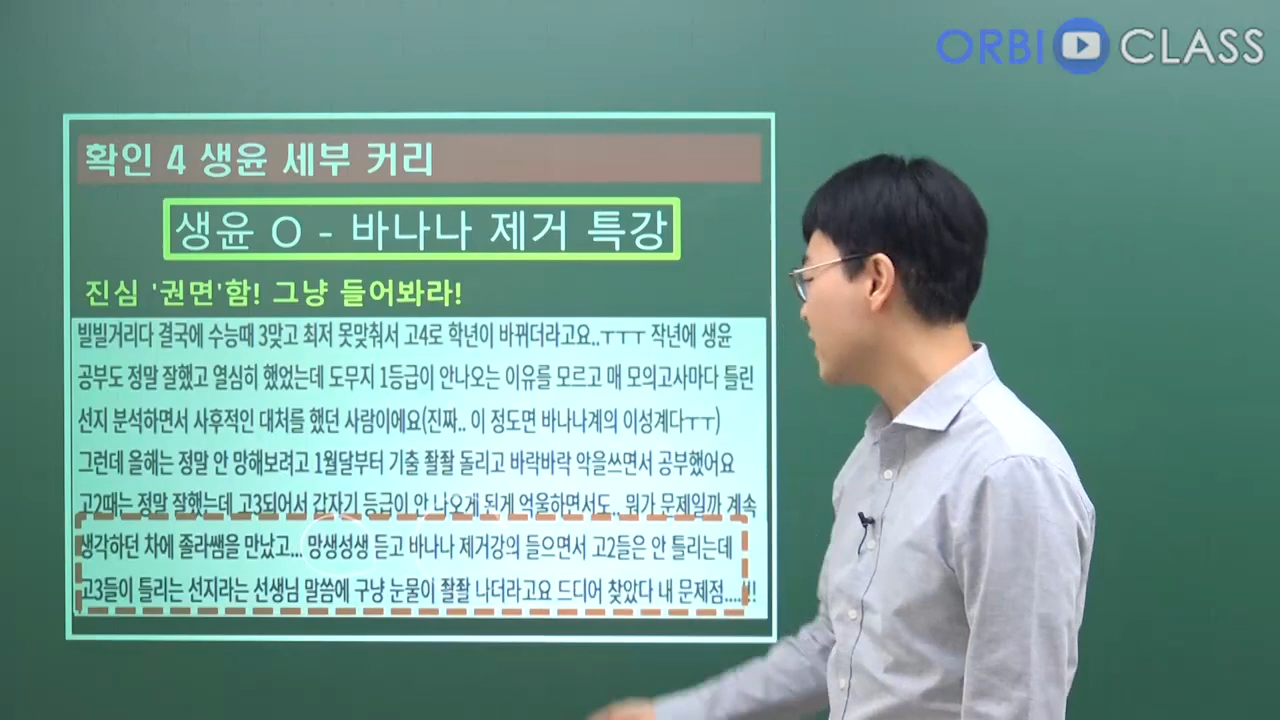 ORBI CLASS
확인 4 생윤 세부 커리
생윤 O - 바나나 제거 특강
진심 '권면'함! 그냥 들어봐라!
빌빌거리다 결국에 수능때 3맞고 최저 못맞춰서 고4로 학년이 바뀌더라고요..ㅜㅜㅜ 작년에 생윤
공부도 정말 잘했고 열심히 했었는데 도무지 1등급이 안나오는 이유를 모르고 매 모의고사마다 틀린
선지 분석하면서 사후적인 대처를 했던 사람이에요(진짜.. 이 정도면 바나나계의 이성계다ㅜㅜ)
그런데 올해는 정말 안 망해보려고 1월달부터 기출 좔좔 돌리고 바락바락 악을쓰면서 공부했어요
고2때는 정말 잘했는데 고3되어서 갑자기 등급이 안 나오게 된게 억울하면서도.. 뭐가 문제일까 계속
생각하던 차에 졸라쌤을 만났고... 망생성생 듣고 바나나 제거강의 들으면서 고2들은 안 틀리는데
고3들이 틀리는 선지라는 선생님 말씀에 구냥 눈물이 좔좔 나더라고요 드디어 찾았다 내 문제점....!!!